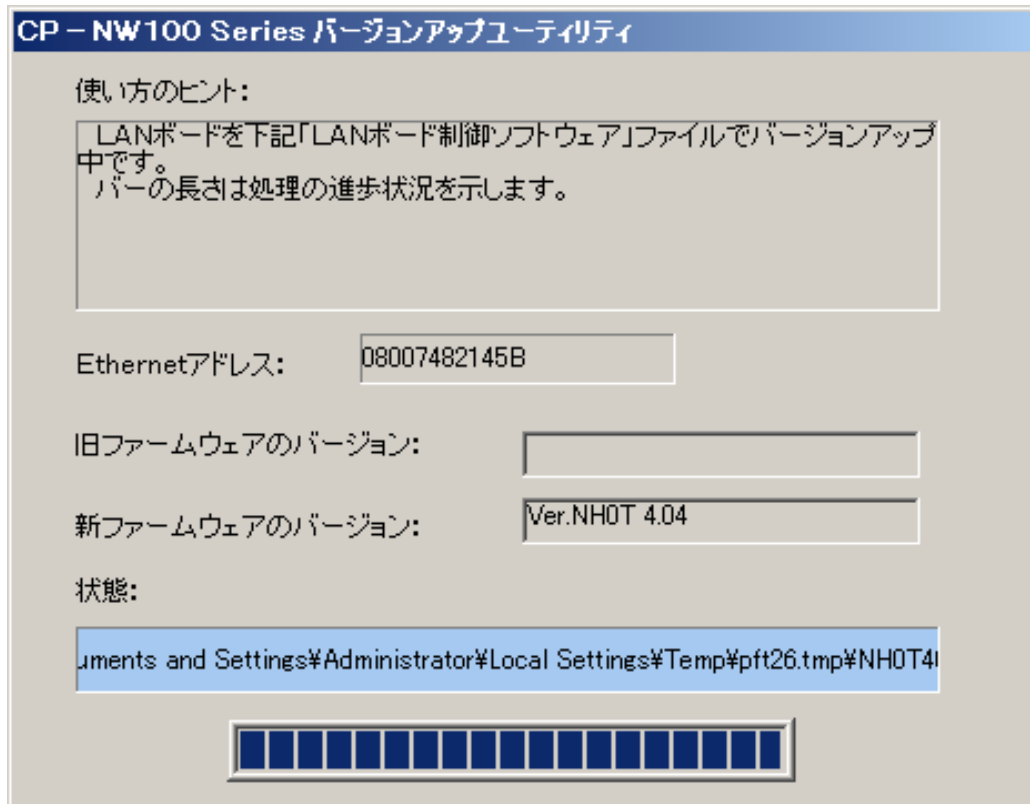 CP－NW100 Series バージョンアップユーティリティ
使い方のヒント：
LANボードを下記「LANボード制御ソフトウェア」ファイルでバージョンアップ
中です。
バーの長さは処理の進歩状況を示します。
Ethernetアドレス： 08007482145B
旧ファームウェアのバージョン：
新ファームウェアのバージョン： Ver.NH0T 4.04
状態：
uments and Settings¥Administrator¥Local Settings¥Temp¥pft26.tmp¥NH0T4